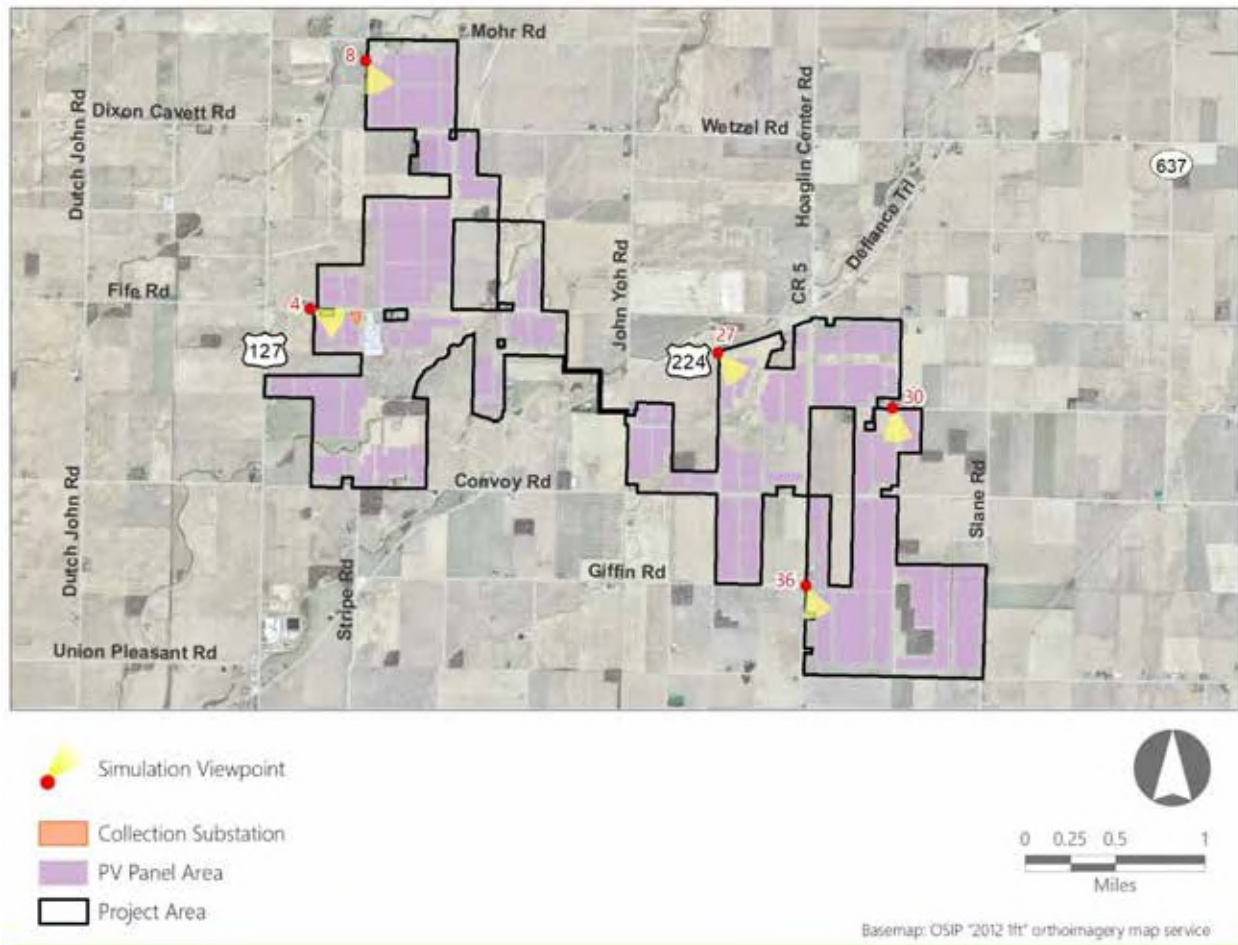 Mohr Rd
8
Dixon Cavett Rd
Dutch John Rd
Wetzel Rd
Hoaglin Center Rd
637
Defiance Trl
Fife Rd
4
127
John Yoh Rd
CR 5
27
224
30
Convoy Rd
Slane Rd
Dutch John Rd
Stripe Rd
Giffin Rd
36
Union Pleasant Rd
Simulation Viewpoint
Collection Substation
PV Panel Area
Project Area
0 0.25 0.5 1
Miles
Basemap: OSIP "2012 1ft" orthoimagery map service